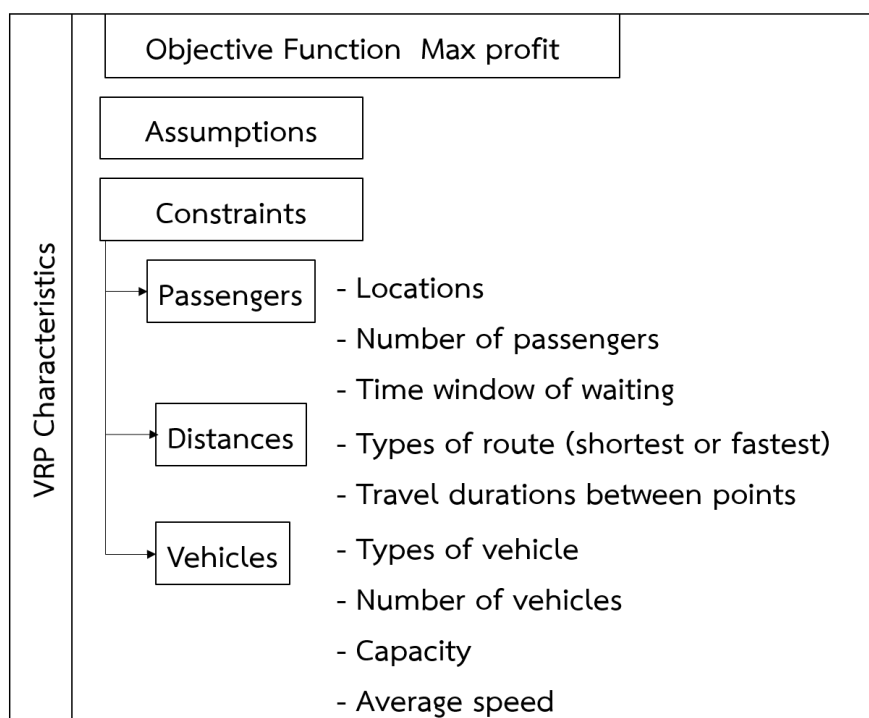 VRP Characteristics
Objective Function Max profit
Assumptions
Constraints
Passengers
- Locations
- Number of passengers
- Time window of waiting
Distances
- Types of route (shortest or fastest)
- Travel durations between points
Vehicles
- Types of vehicle
- Number of vehicles
- Capacity
- Average speed